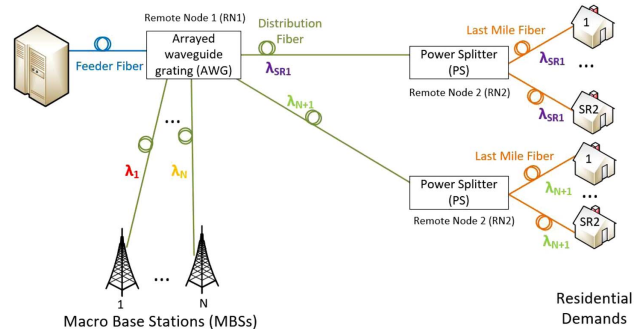 Remote Node 1 (RN1)
Feeder Fiber
Arrayed
waveguide
grating (AWG)
Distribution
Fiber
λSR1
Power Splitter
(PS)
Remote Node 2 (RN2)
Last Mile Fiber
λSR1
1
...
SR2
λSR1
λN+1
Power Splitter
(PS)
Remote Node 2 (RN2)
Last Mile Fiber
1
λN+1
...
SR2
λN+1
...
λ1
λN
...
1
N
Macro Base Stations (MBSs)
Residential
Demands